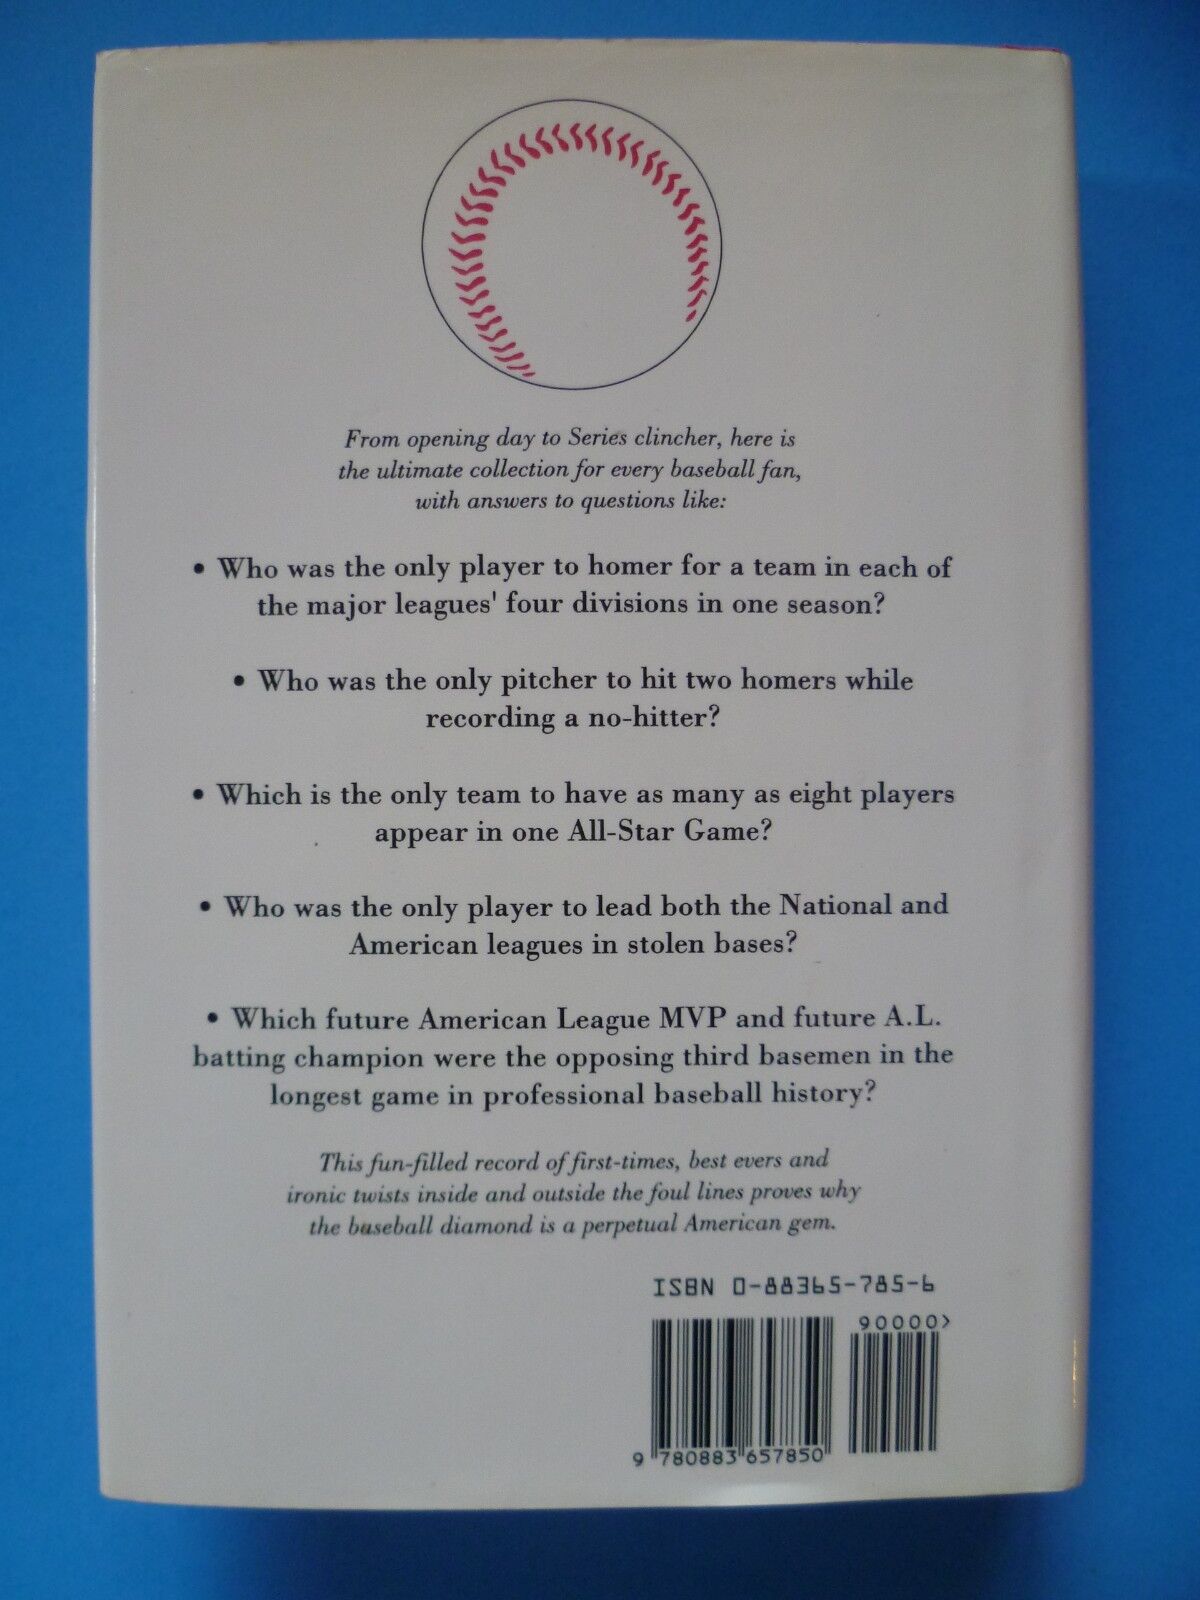 From opening day to Series clincher, here is
the ultimate collection for every baseball fan,
with answers to questions like:
• Who was the only player to homer for a team in each of
the major leagues' four divisions in one season?
• Who was the only pitcher to hit two homers while
recording a no-hitter?
• Which is the only team to have as many as eight players
appear in one All-Star Game?
• Who was the only player to lead both the National and
American leagues in stolen bases?
• Which future American League MVP and future A.L.
batting champion were the opposing third basemen in the
longest game in professional baseball history?
This fun-filled record of first-times, best evers and
ironic twists inside and outside the foul lines proves why
the baseball diamond is a perpetual American gem.
ISBN 0-88365-785-6
90000>
9 780883 657850